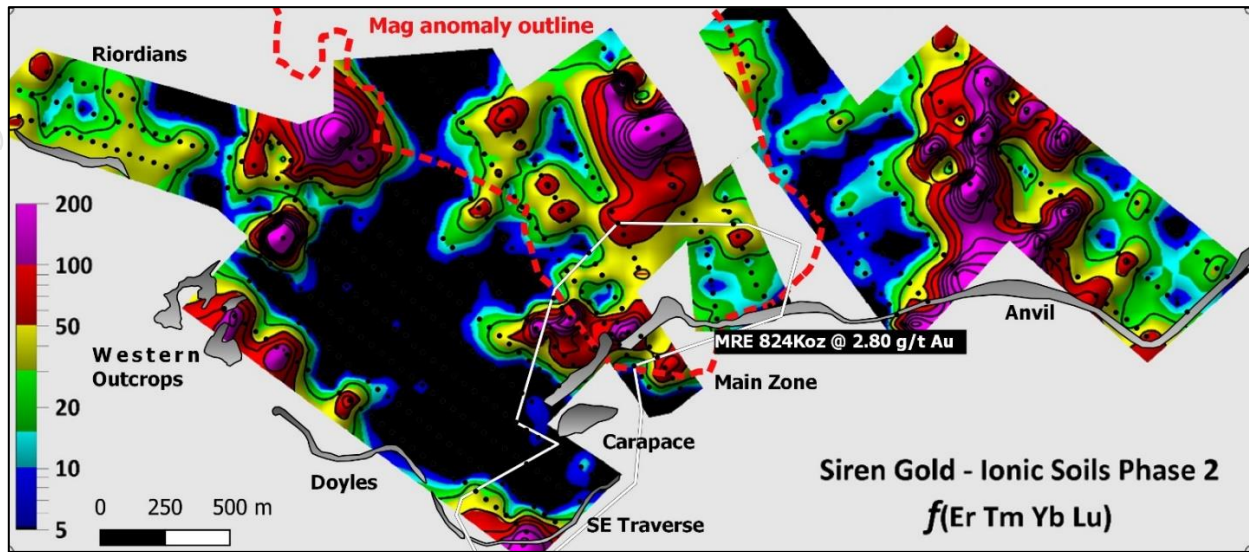 Mag anomaly outline
Riordians
200
100
50
20
10
5
Western
Outcrops
Anvil
MRE 824Koz @ 2.80 g/t Au
Main Zone
Carapace
Doyles
0 250 500 m
SE Traverse
Siren Gold - Ionic Soils Phase 2
f(Er Tm Yb Lu)